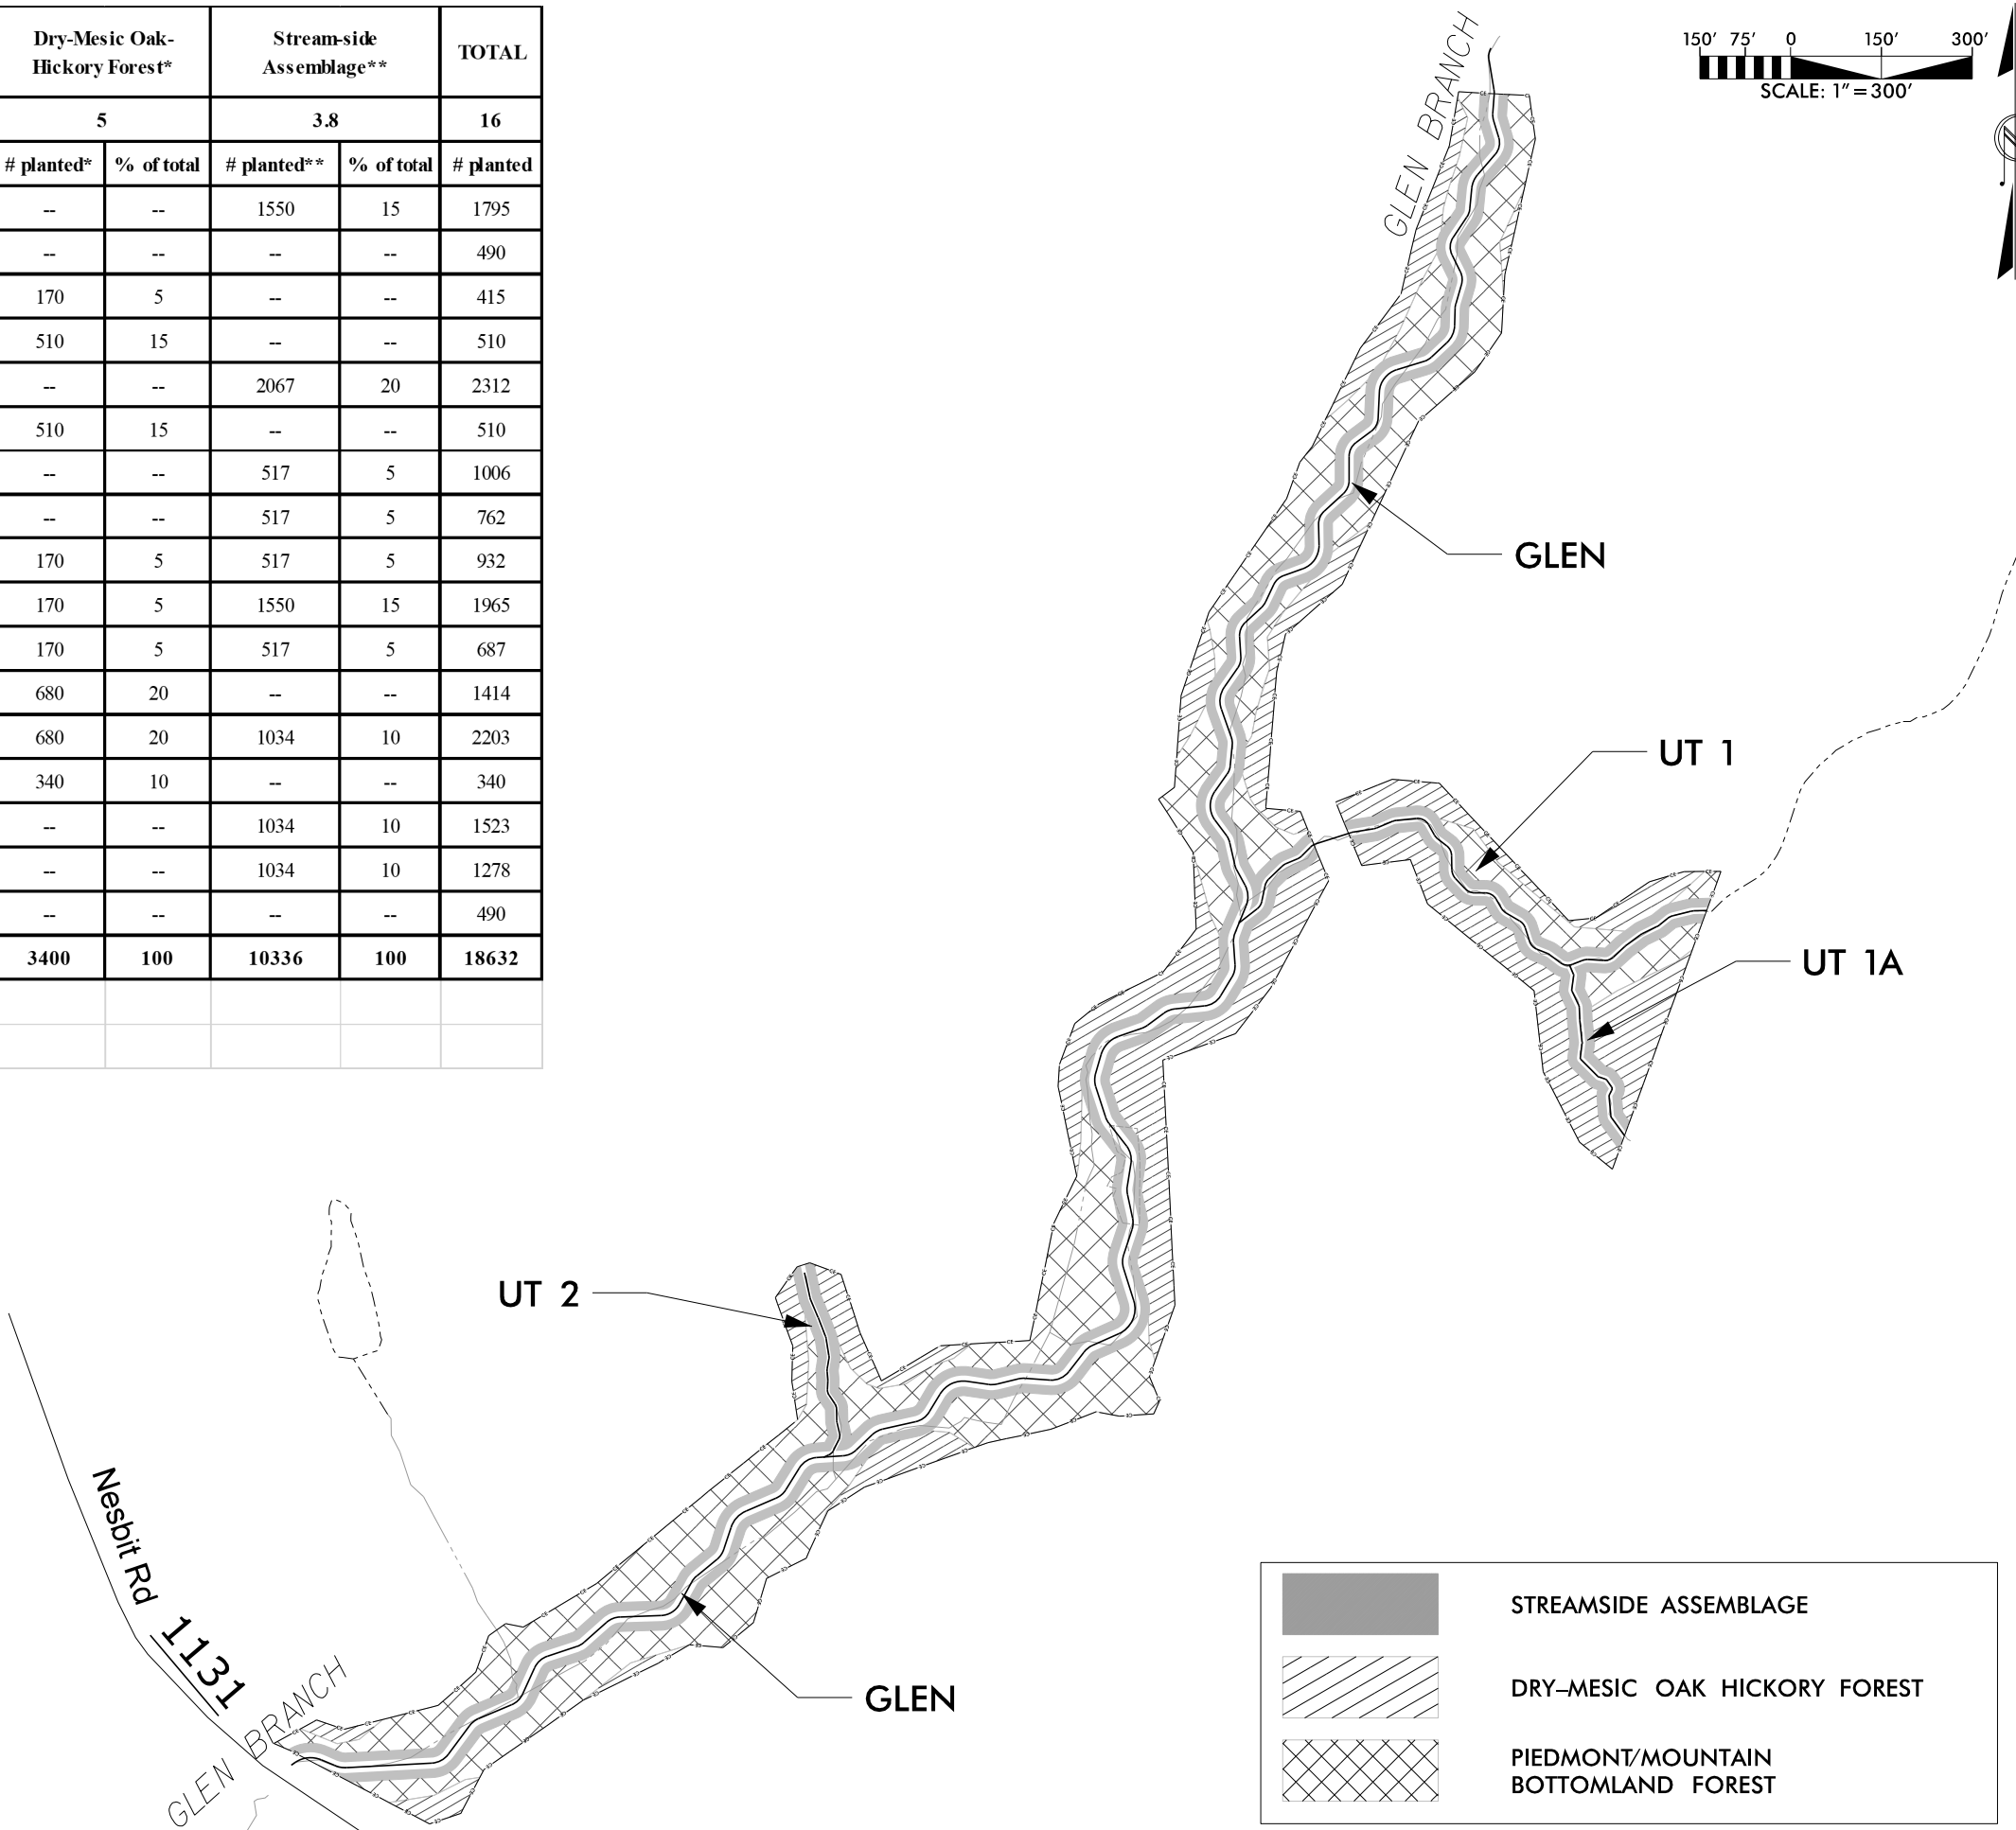 Dry-Mesic Oak-Hickory Forest* Stream-side Assemblage** TOTAL
5 3.8 16
# planted* % of total # planted** % of total # planted
-- -- 1550 15 1795
-- -- -- -- 490
170 5 -- -- 415
510 15 -- -- 510
-- -- 2067 20 2312
510 15 -- -- 510
-- -- 517 5 1006
-- -- 517 5 762
170 5 517 5 932
170 5 1550 15 1965
170 5 517 5 687
680 20 -- -- 1414
680 20 1034 10 2203
340 10 -- -- 340
-- -- 1034 10 1523
-- -- 1034 10 1278
-- -- -- -- 490
3400 100 10336 100 18632
150' 75' 0 150' 300'
SCALE: 1"=300'
GLEN BRANCH
GLEN
UT 1
UT 1A
UT 2
GLEN
Nesbit Rd
1131
GLEN BRANCH
STREAMSIDE ASSEMBLAGE
DRY–MESIC OAK HICKORY FOREST
PIEDMONT/MOUNTAIN
BOTTOMLAND FOREST